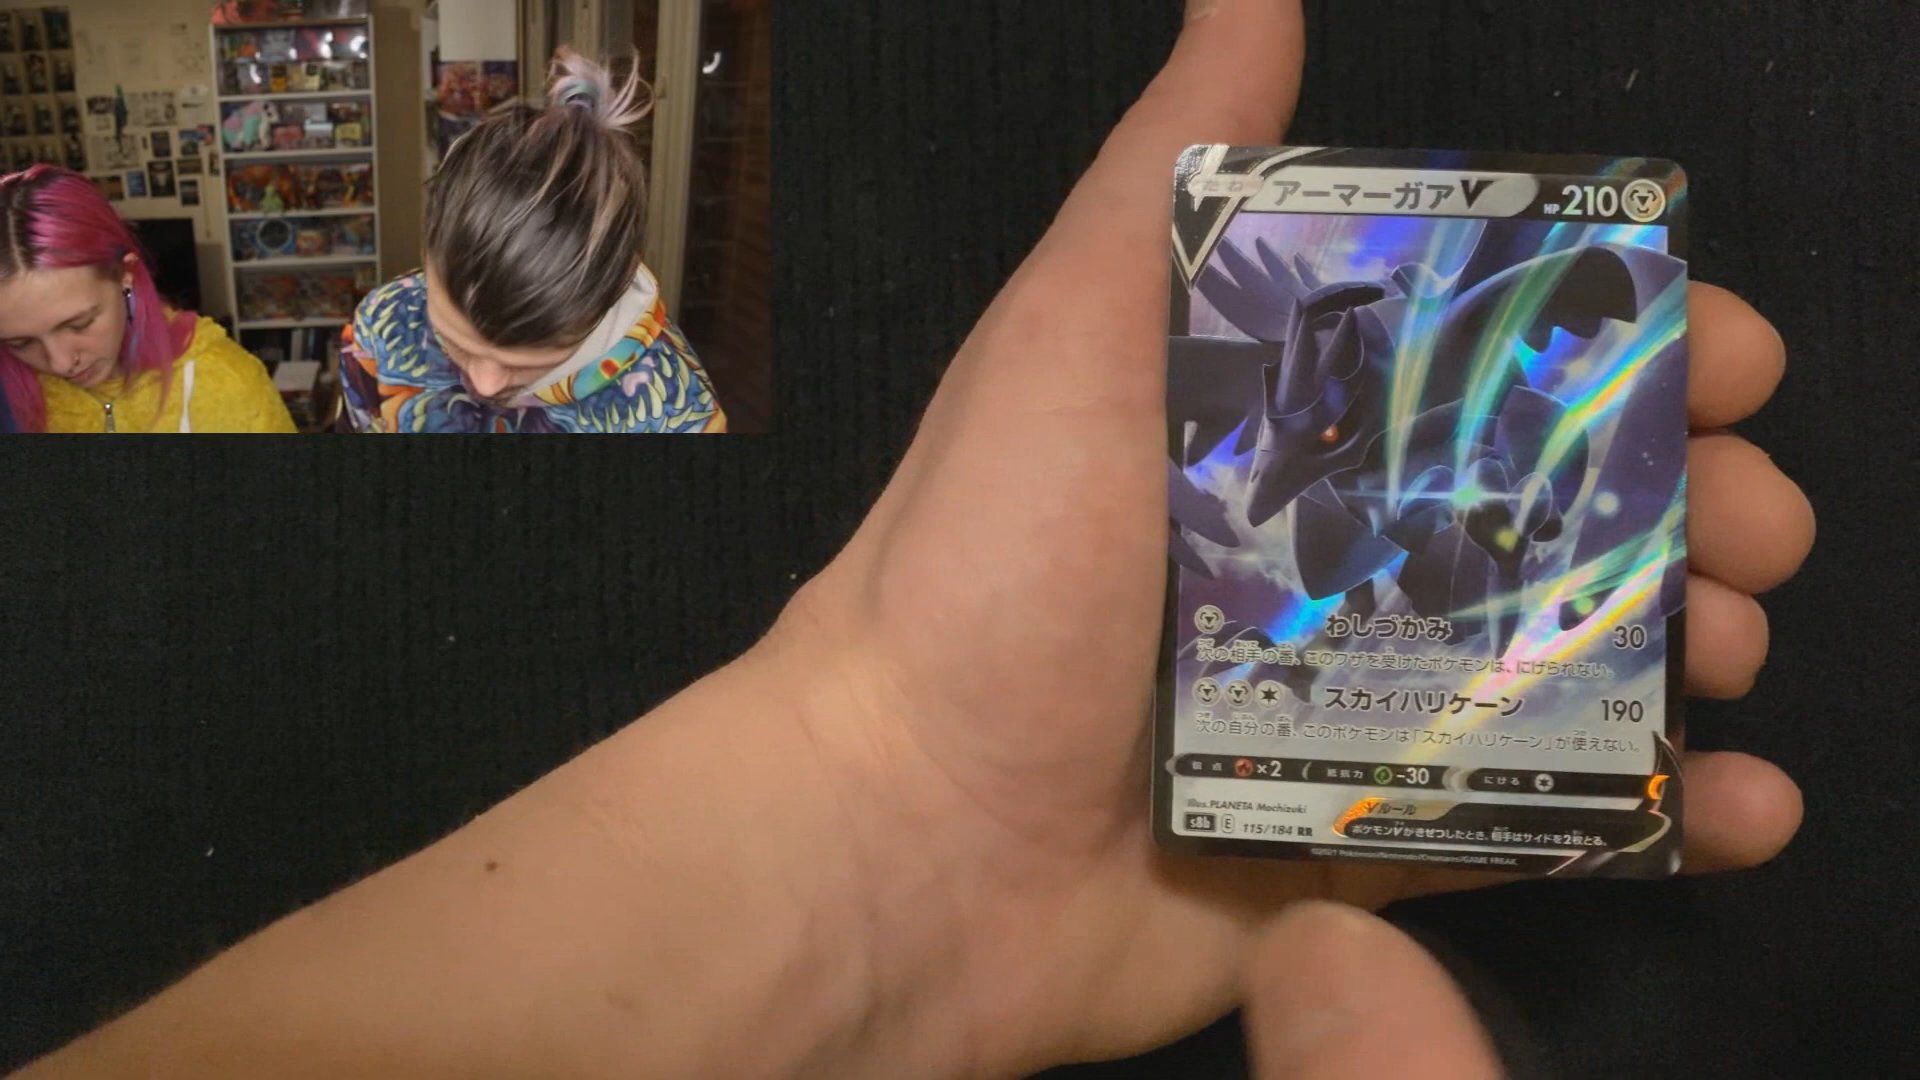 たね アーマーガアV HP210
わしづかみ 30
次の相手の番、このワザを受けたポケモンは、にげられない。
スカイハリケーン 190
次の自分の番、このポケモンは「スカイハリケーン」が使えない。
弱点 ×2 抵抗力 -30 にげる
Illus. PLANETA Mochizuki
Vルール
s8b E 115/184 RR
ポケモンVがきぜつしたとき、相手はサイドを2枚とる。
©2021 Pokémon/Nintendo/Creatures/GAME FREAK.